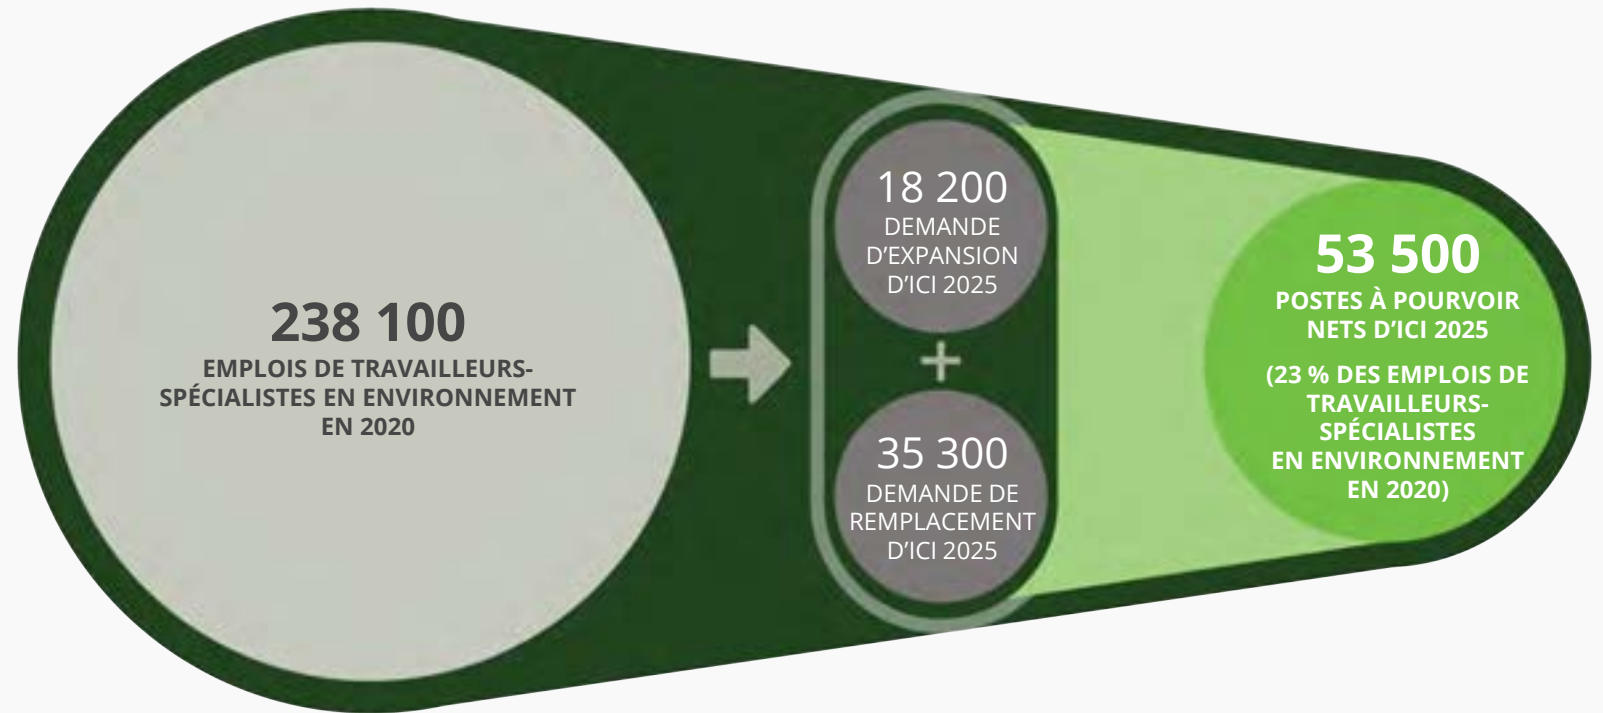 238 100
EMPLOIS DE TRAVAILLEURS-
SPÉCIALISTES EN ENVIRONNEMENT
EN 2020
18 200
DEMANDE
D’EXPANSION
D’ICI 2025
+
35 300
DEMANDE DE
REMPLACEMENT
D’ICI 2025
53 500
POSTES À POURVOIR
NETS D’ICI 2025
(23 % DES EMPLOIS DE
TRAVAILLEURS-
SPÉCIALISTES
EN ENVIRONNEMENT
EN 2020)